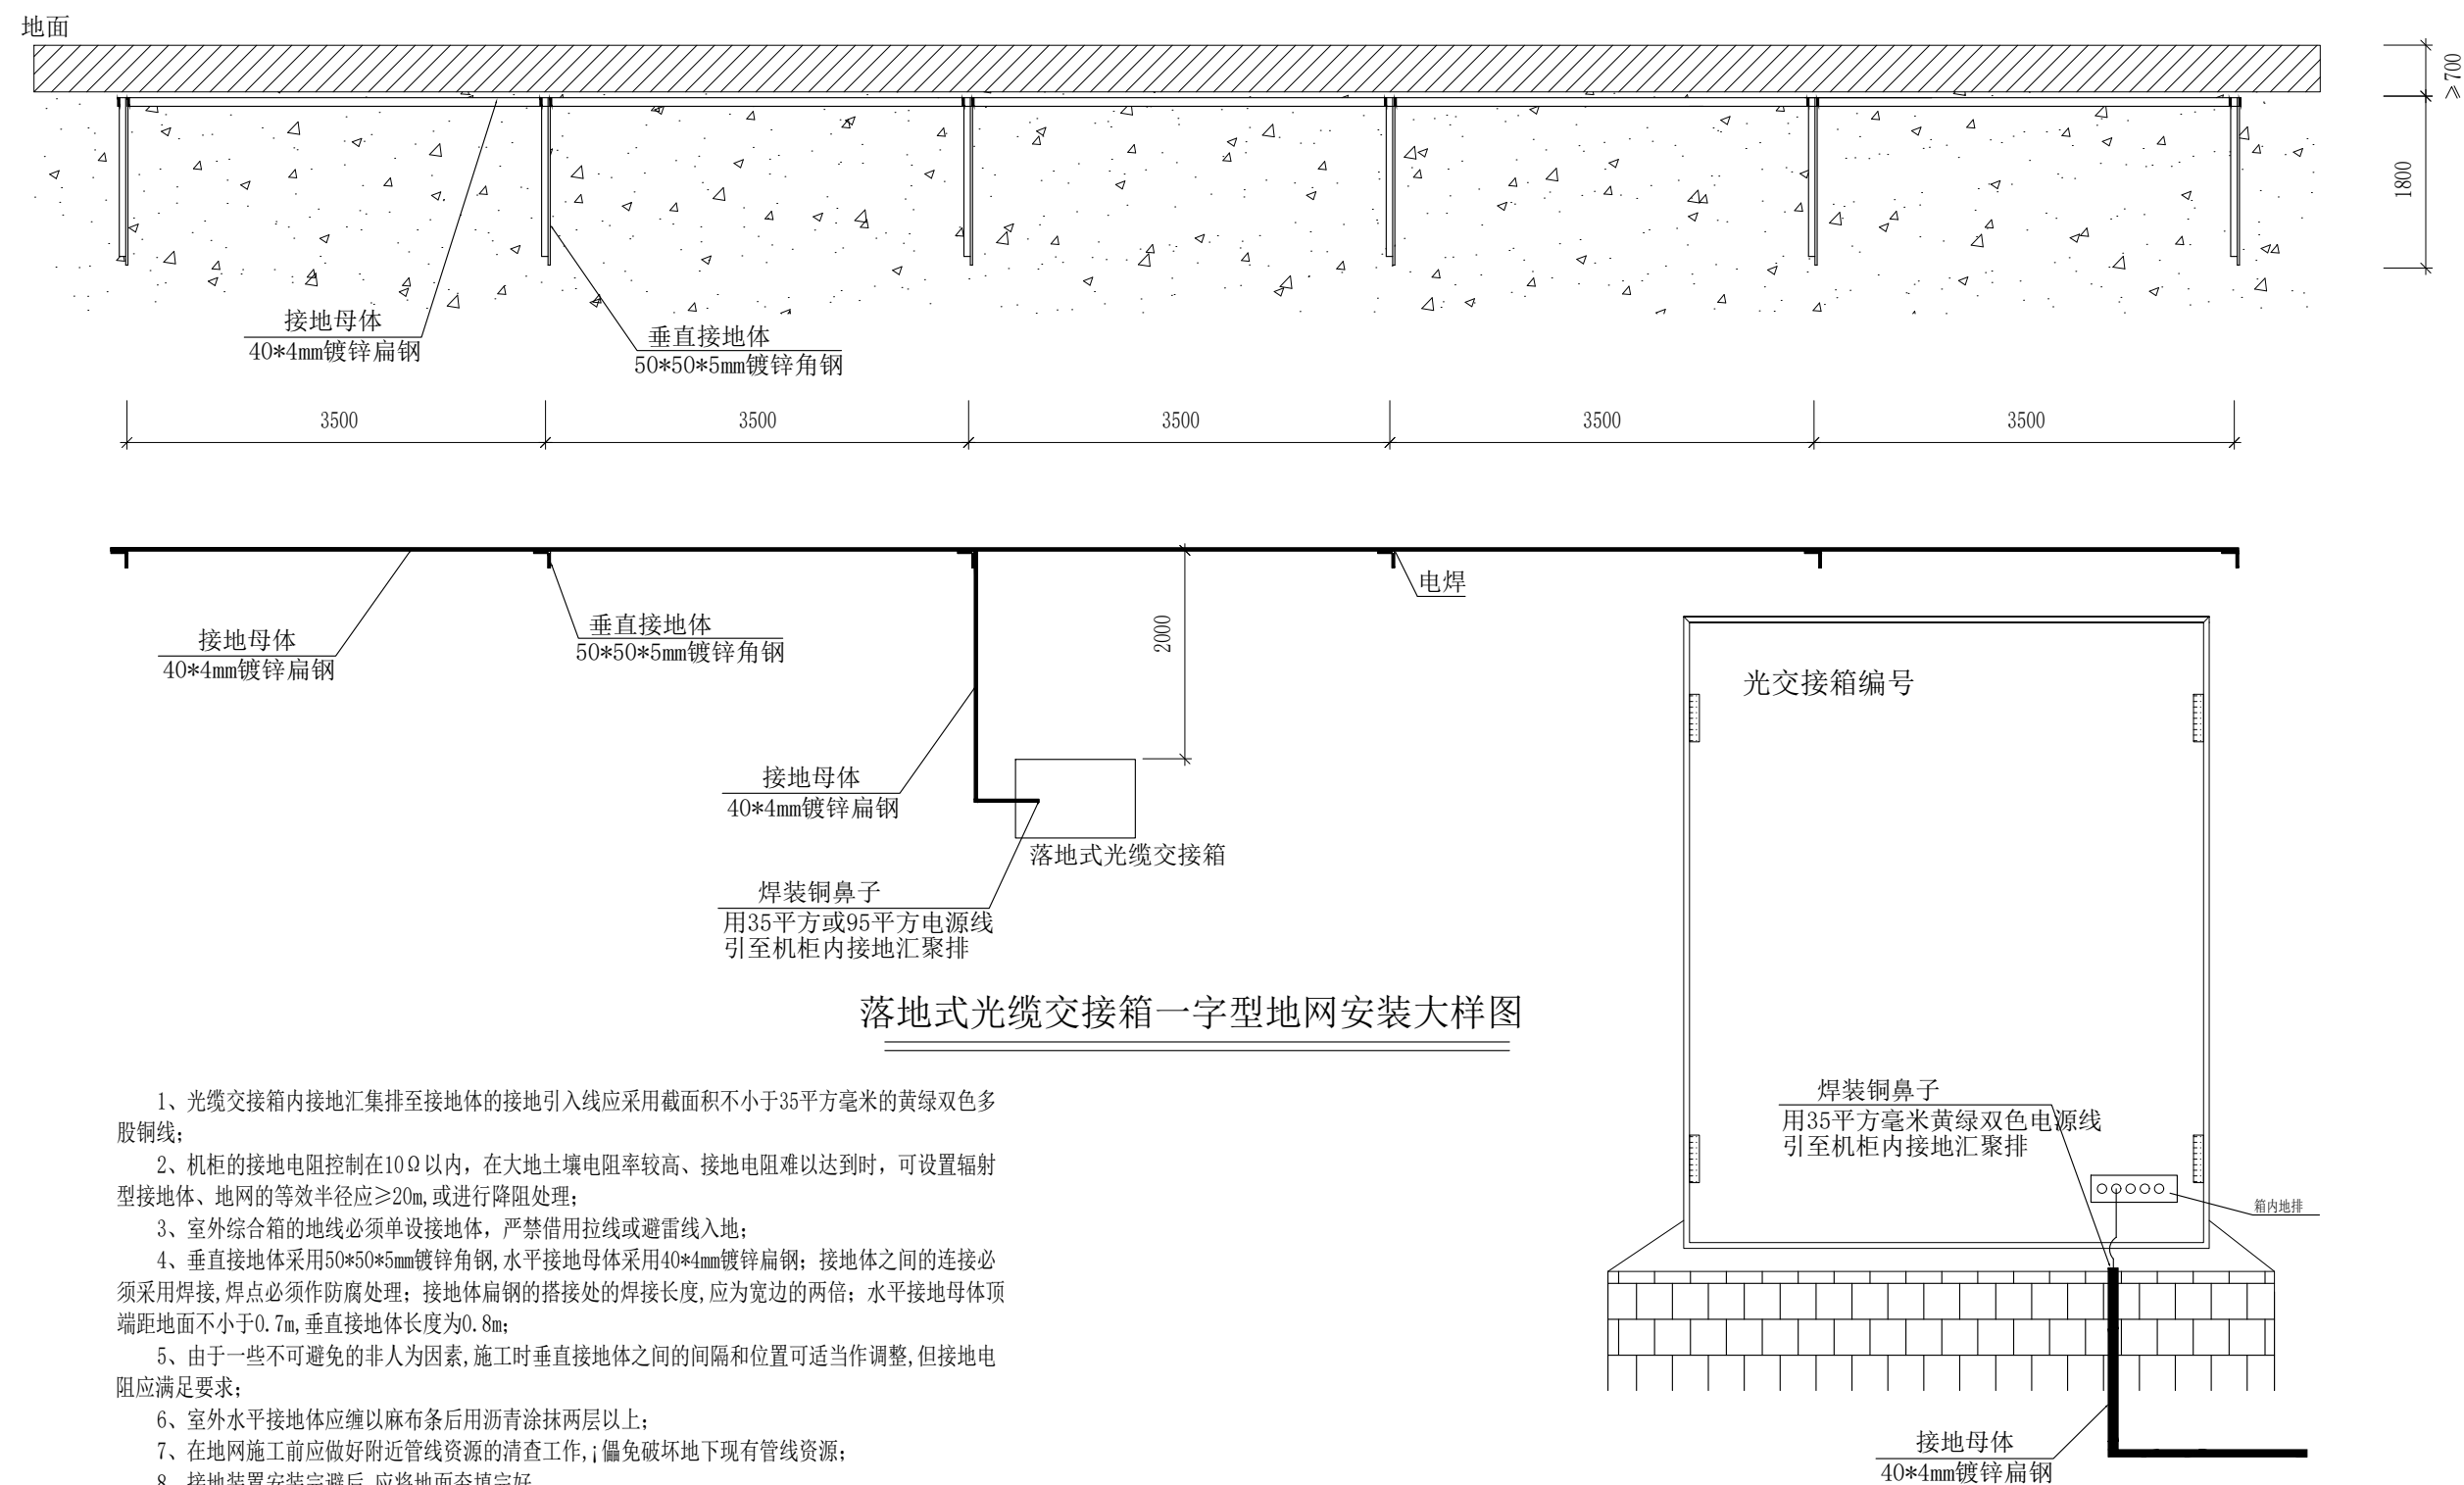 地面
≥700
1800
接地母体
40*4mm镀锌扁钢
垂直接地体
50*50*5mm镀锌角钢
3500
3500
3500
3500
3500
电焊
接地母体
40*4mm镀锌扁钢
垂直接地体
50*50*5mm镀锌角钢
2000
接地母体
40*4mm镀锌扁钢
落地式光缆交接箱
焊装铜鼻子
用35平方或95平方电源线
引至机柜内接地汇聚排
光交接箱编号
落地式光缆交接箱一字型地网安装大样图
焊装铜鼻子
用35平方毫米黄绿双色电源线
引至机柜内接地汇聚排
箱内地排
接地母体
40*4mm镀锌扁钢
1、光缆交接箱内接地汇集排至接地体的接地引入线应采用截面积不小于35平方毫米的黄绿双色多
股铜线；
2、机柜的接地电阻控制在10Ω以内，在大地土壤电阻率较高、接地电阻难以达到时，可设置辐射
型接地体、地网的等效半径应≥20m,或进行降阻处理；
3、室外综合箱的地线必须单设接地体，严禁借用拉线或避雷线入地；
4、垂直接地体采用50*50*5mm镀锌角钢,水平接地母体采用40*4mm镀锌扁钢；接地体之间的连接必
须采用焊接,焊点必须作防腐处理；接地体扁钢的搭接处的焊接长度,应为宽边的两倍；水平接地母体顶
端距地面不小于0.7m,垂直接地体长度为0.8m；
5、由于一些不可避免的非人为因素,施工时垂直接地体之间的间隔和位置可适当作调整,但接地电
阻应满足要求；
6、室外水平接地体应缠以麻布条后用沥青涂抹两层以上；
7、在地网施工前应做好附近管线资源的清查工作,¡儡免破坏地下现有管线资源；
8、接地装置安装完避后,应将地面夯填完好